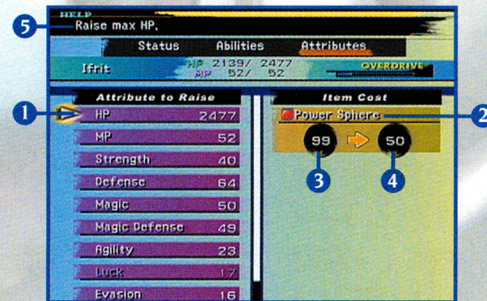 HELP
5
Raise max HP.
Status Abilities Attributes
Ifrit HP 2139/ 2477 OVERDRIVE
MP 52/ 52
Attribute to Raise Item Cost
1 HP 2477 Power Sphere 2
MP 52 99 50
Strength 40 3 4
Defense 64
Magic 50
Magic Defense 49
Agility 23
Luck 17
Evasion 16